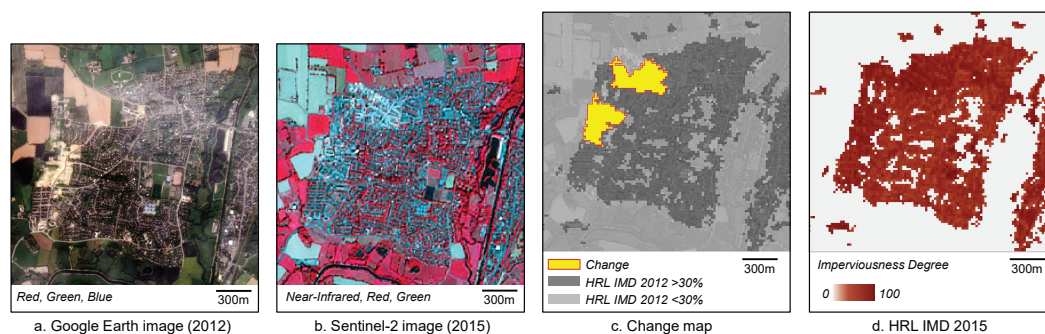 Red, Green, Blue
300m
a. Google Earth image (2012)
Near-Infrared, Red, Green
300m
b. Sentinel-2 image (2015)
Change
HRL IMD 2012 >30%
HRL IMD 2012 <30%
300m
c. Change map
Imperviousness Degree
0
100
300m
d. HRL IMD 2015